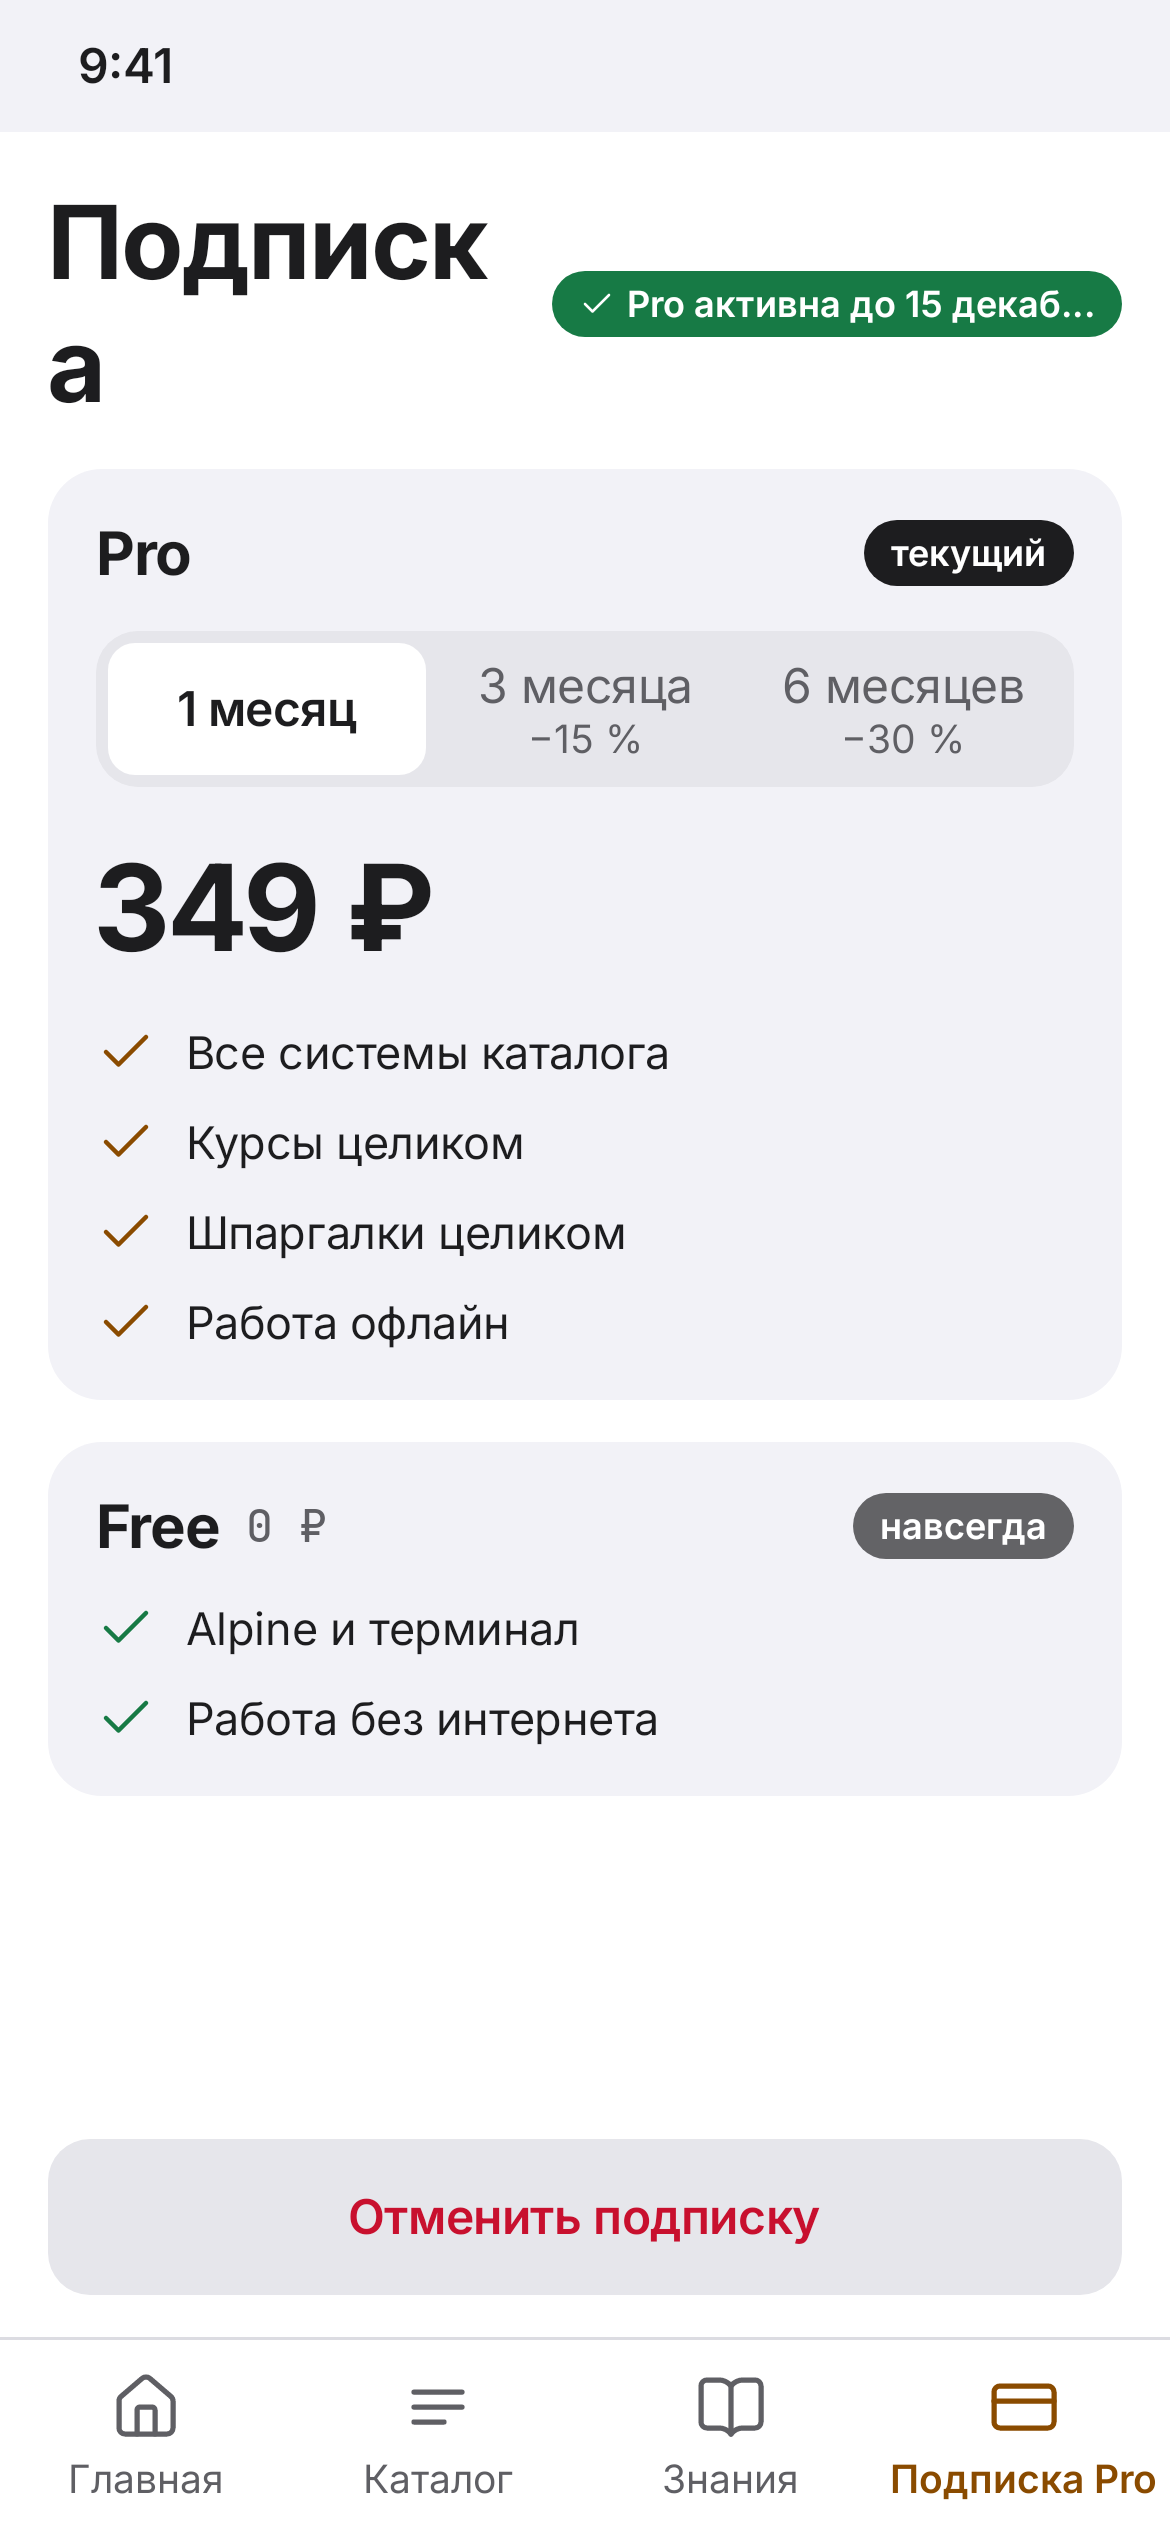 9:41
Подписк
а
Pro активна до 15 декаб...
Pro
текущий
1 месяц
3 месяца
−15 %
6 месяцев
−30 %
349 ₽
Все системы каталога
Курсы целиком
Шпаргалки целиком
Работа офлайн
Free 0 ₽
навсегда
Alpine и терминал
Работа без интернета
Отменить подписку
Главная
Каталог
Знания
Подписка Pro